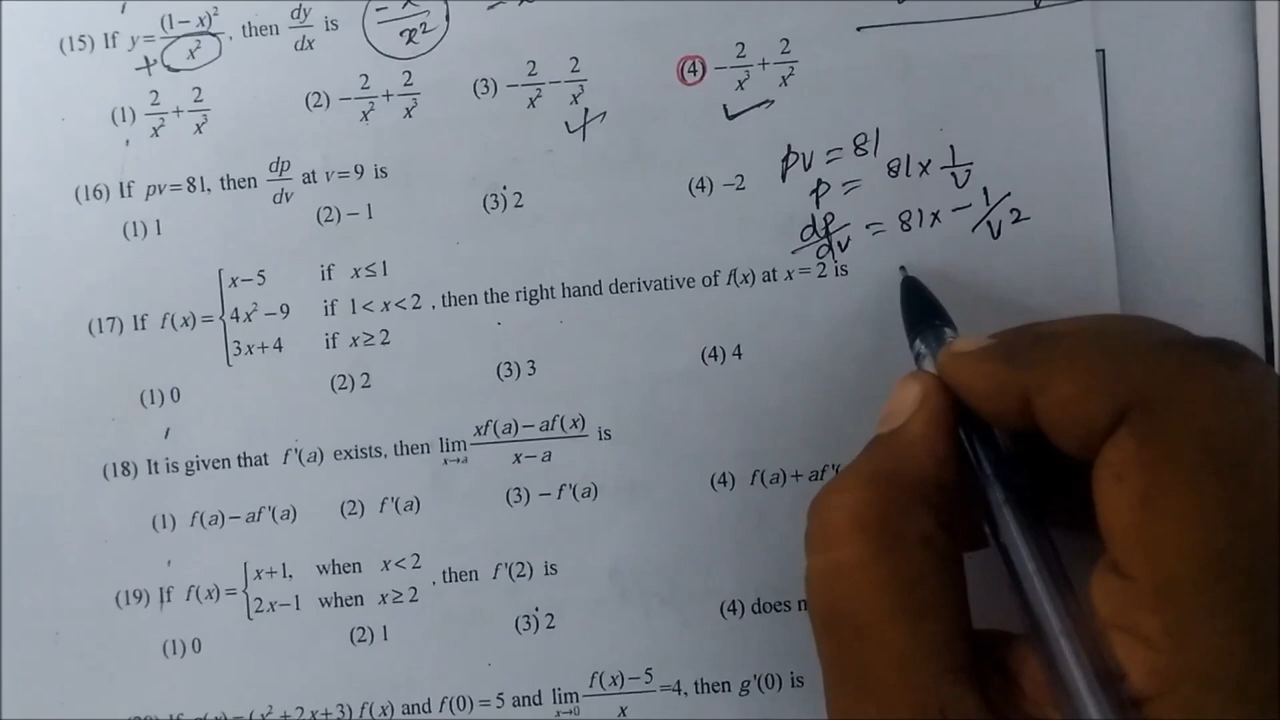 (15) If y = (1-x)²/x², then dy/dx is
(1) 2/x² + 2/x³ (2) -2/x² + 2/x³ (3) -2/x² - 2/x³ (4) -2/x³ + 2/x²
(16) If pv = 81, then dp/dv at v = 9 is
(1) 1 (2) -1 (3) 2 (4) -2
pv = 81
p = 81 x 1/v
dp/dv = 81 x -1/v²
(17) If f(x) = { x-5 if x ≤ 1
4x²-9 if 1 < x < 2, then the right hand derivative of f(x) at x = 2 is
3x+4 if x ≥ 2
(1) 0 (2) 2 (3) 3 (4) 4
(18) It is given that f'(a) exists, then lim x→a xf(a)-af(x)/x-a is
(1) f(a)-af'(a) (2) f'(a) (3) -f'(a) (4) f(a)+af'(
(19) If f(x) = { x+1, when x < 2
2x-1 when x ≥ 2, then f'(2) is
(1) 0 (2) 1 (3) 2 (4) does
(x²+2x+3) f(x) and f(0) = 5 and lim x→0 f(x)-5/x = 4, then g'(0) is